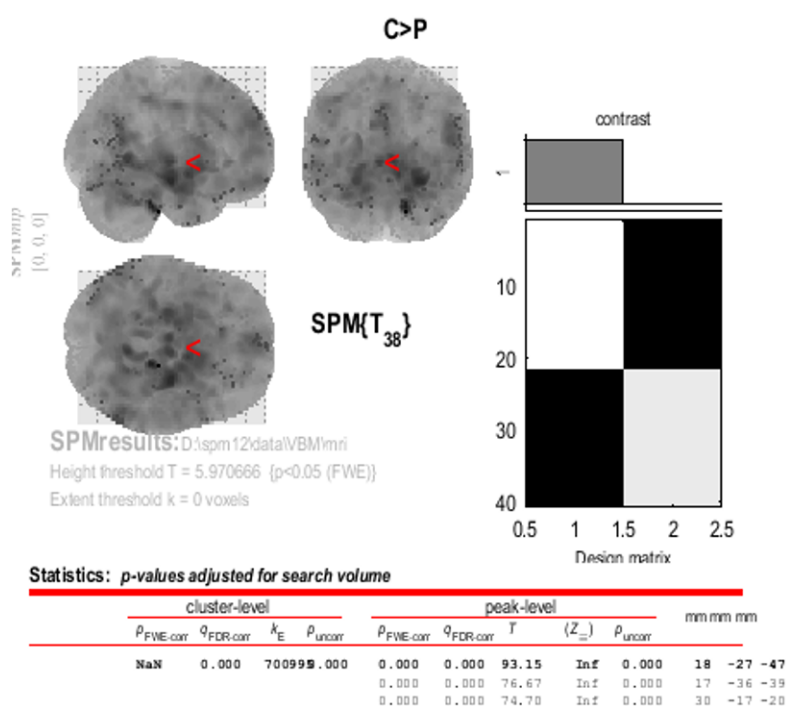 C>P
contrast
1
SPMmip
[0, 0, 0]
<
<
<
SPM{T38}
10
20
30
40
0.5 1 1.5 2 2.5
Design matrix
SPMresults: D:\spm12\data\VBM\mri
Height threshold T = 5.970666 {p<0.05 (FWE)}
Extent threshold k = 0 voxels
Statistics: p-values adjusted for search volume
cluster-level peak-level mm mm mm
pFWE-corr qFDR-corr kE puncorr pFWE-corr qFDR-corr T (Z≡) puncorr
NaN 0.000 0.000 0.000 93.15 Inf 0.000 18 -27 -47
0.000 0.000 76.67 Inf 0.000 17 -36 -39
0.000 0.000 74.70 Inf 0.000 30 -17 -20